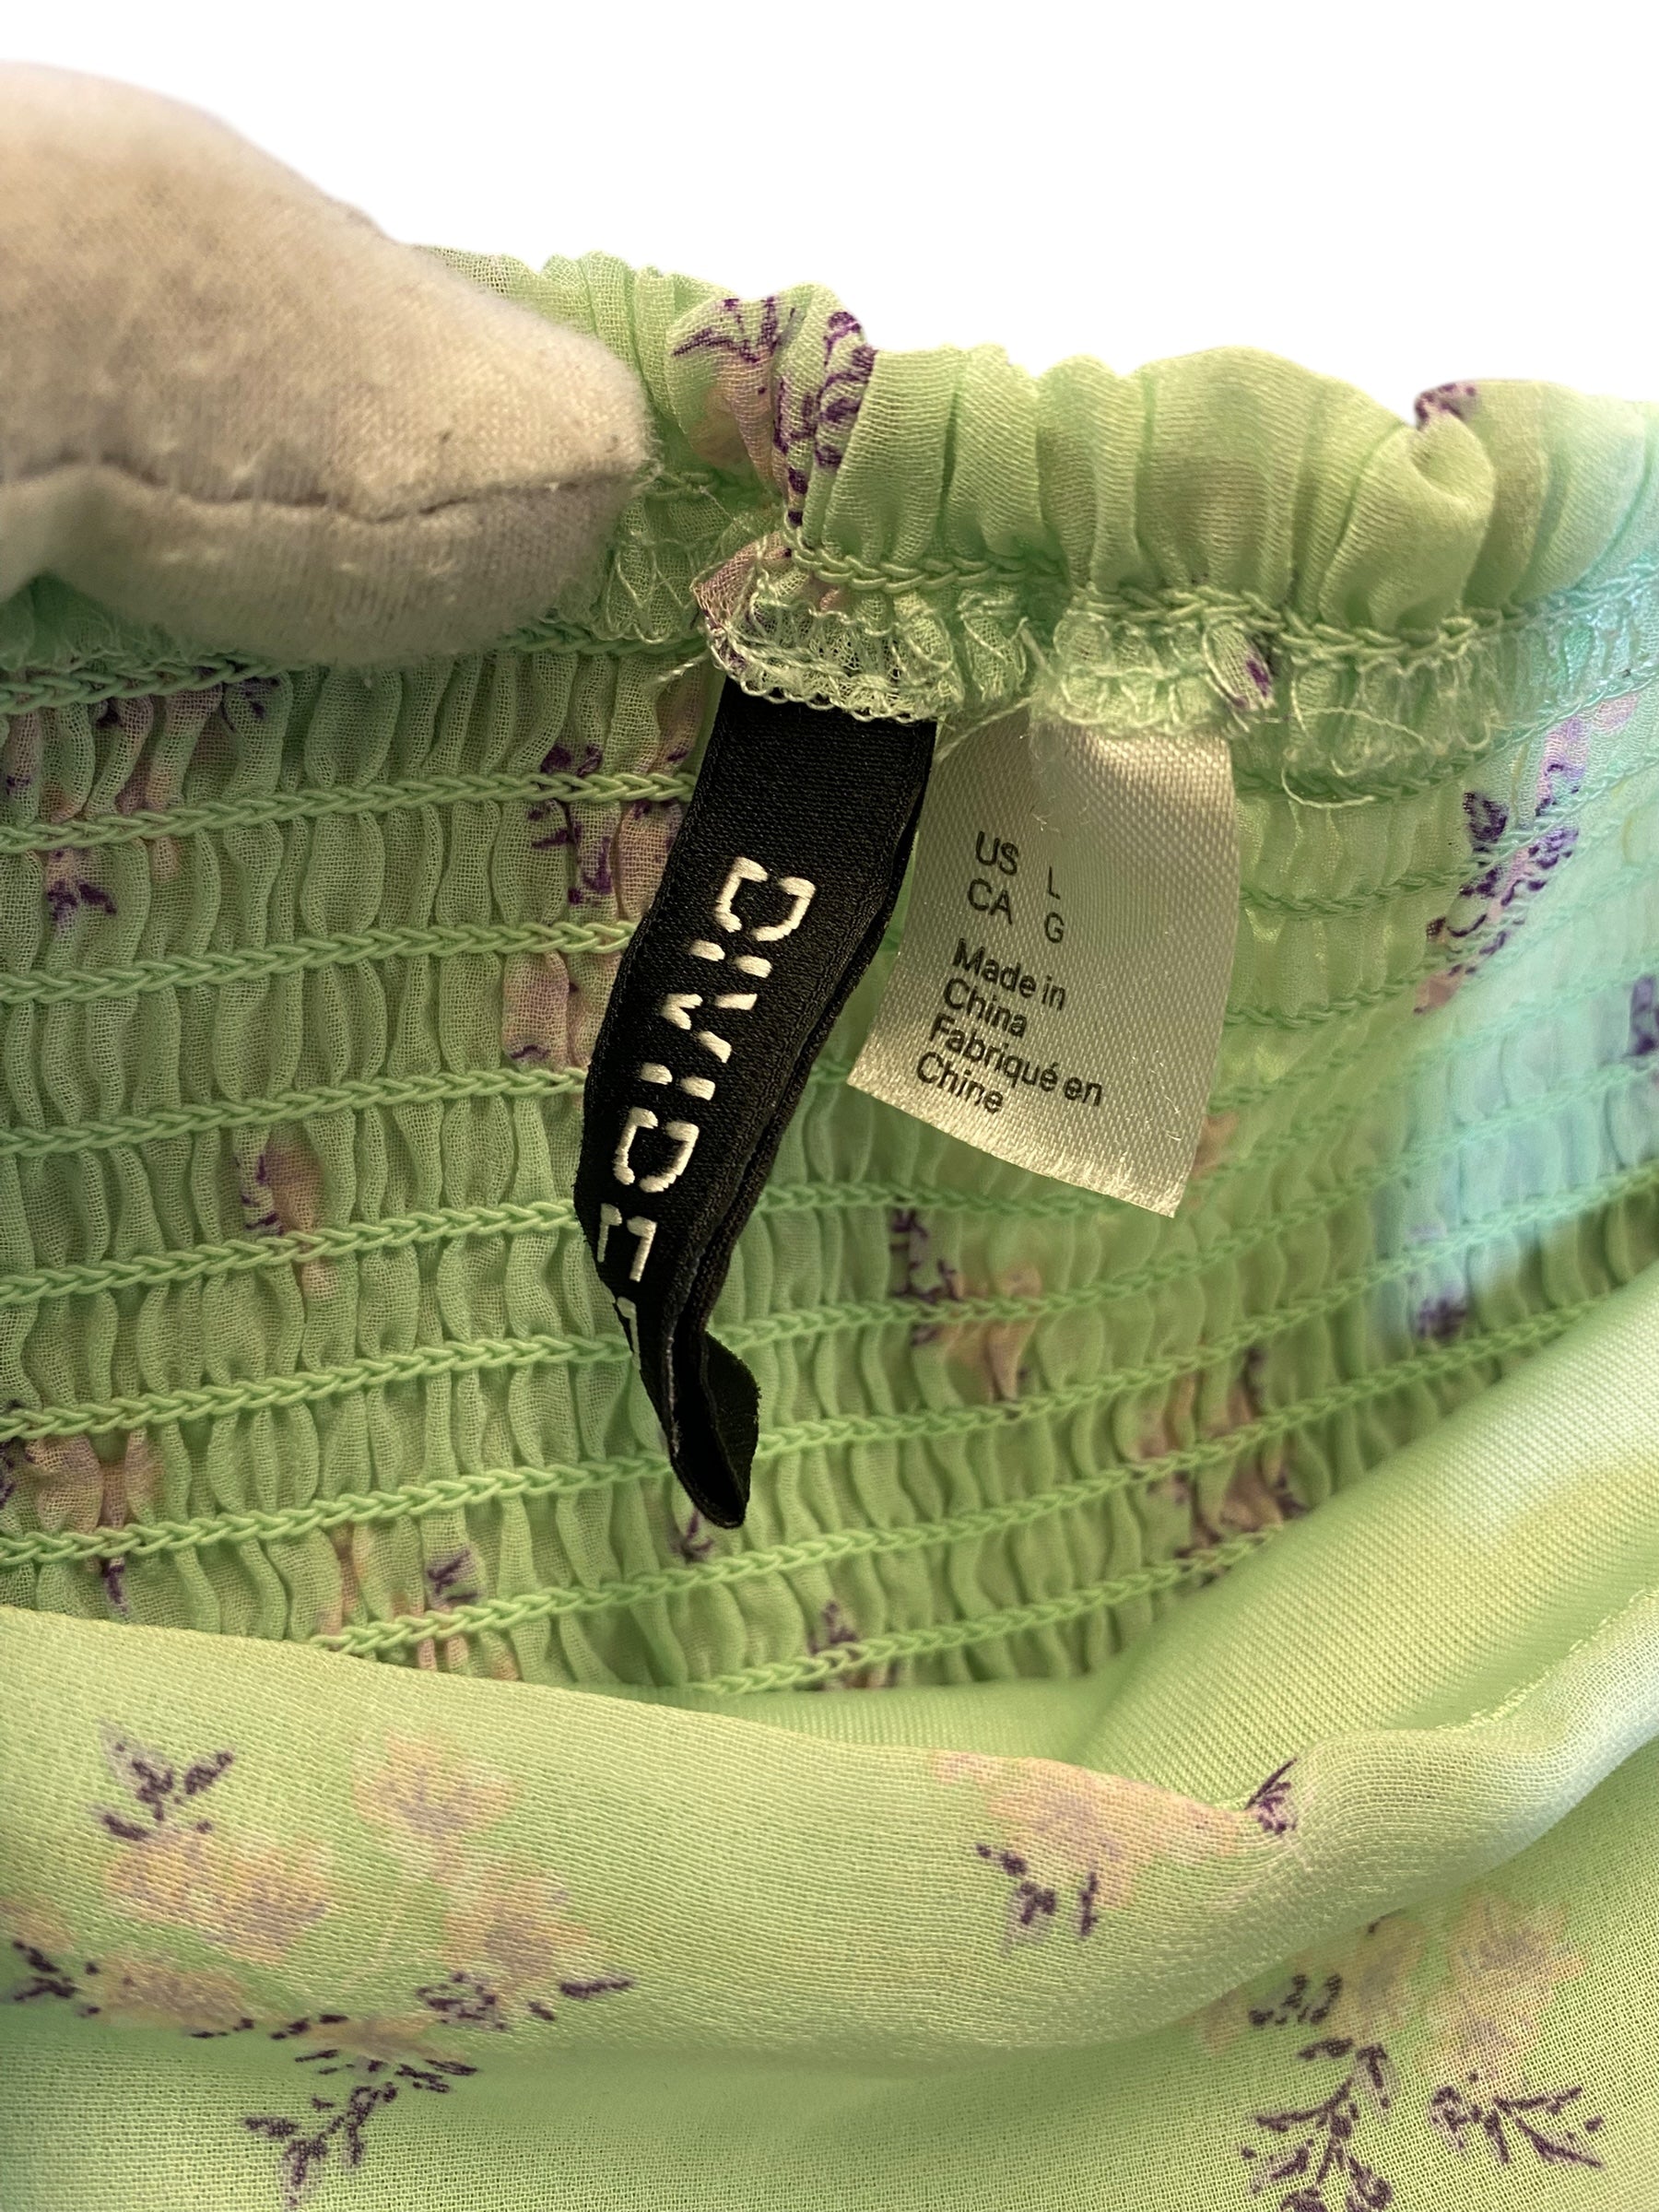 DIVIDED
US L
CA G
Made in
China
Fabriqué en
Chine